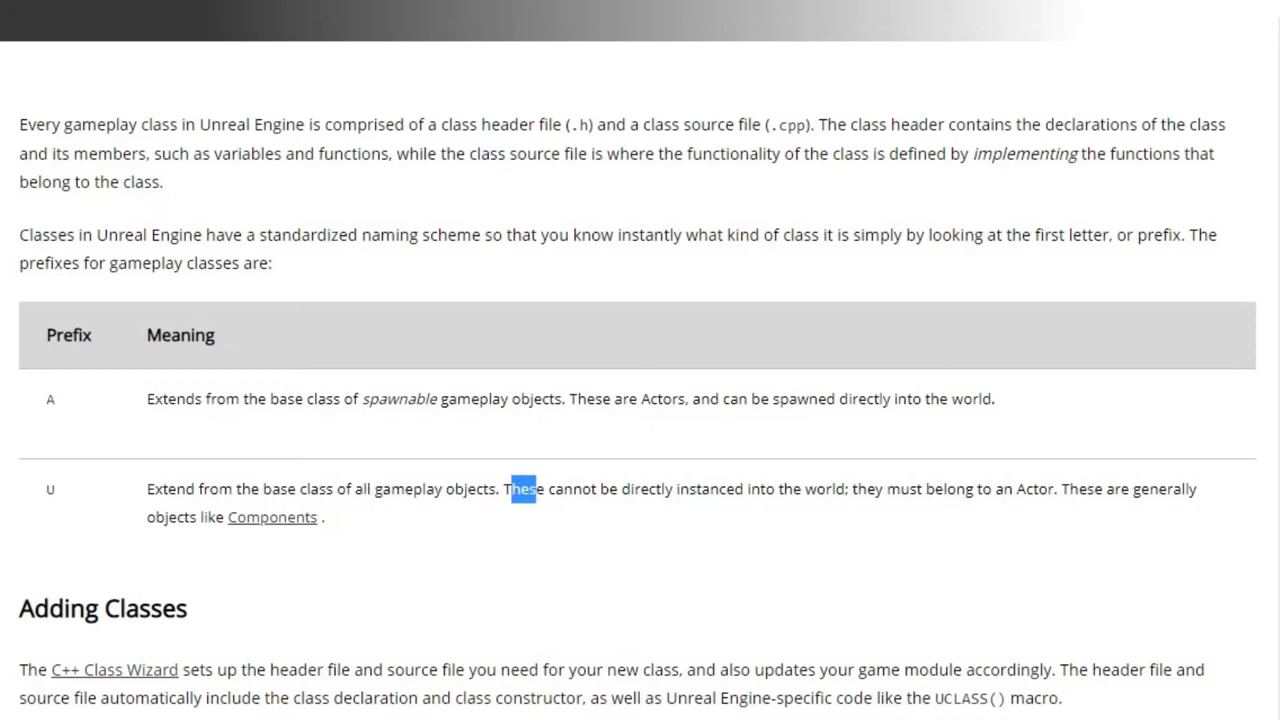 Every gameplay class in Unreal Engine is comprised of a class header file (.h) and a class source file (.cpp). The class header contains the declarations of the class
and its members, such as variables and functions, while the class source file is where the functionality of the class is defined by implementing the functions that
belong to the class.
Classes in Unreal Engine have a standardized naming scheme so that you know instantly what kind of class it is simply by looking at the first letter, or prefix. The
prefixes for gameplay classes are:
Prefix Meaning
A Extends from the base class of spawnable gameplay objects. These are Actors, and can be spawned directly into the world.
U Extend from the base class of all gameplay objects. These cannot be directly instanced into the world; they must belong to an Actor. These are generally
objects like Components .
Adding Classes
The C++ Class Wizard sets up the header file and source file you need for your new class, and also updates your game module accordingly. The header file and
source file automatically include the class declaration and class constructor, as well as Unreal Engine-specific code like the UCLASS() macro.